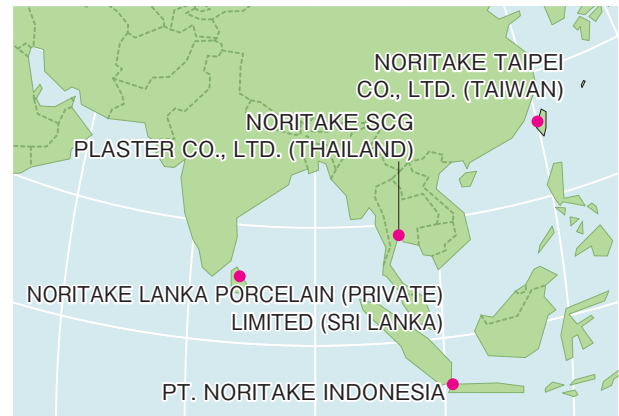 NORITAKE TAIPEI
CO., LTD. (TAIWAN)
NORITAKE SCG
PLASTER CO., LTD. (THAILAND)
NORITAKE LANKA PORCELAIN (PRIVATE)
LIMITED (SRI LANKA)
PT. NORITAKE INDONESIA